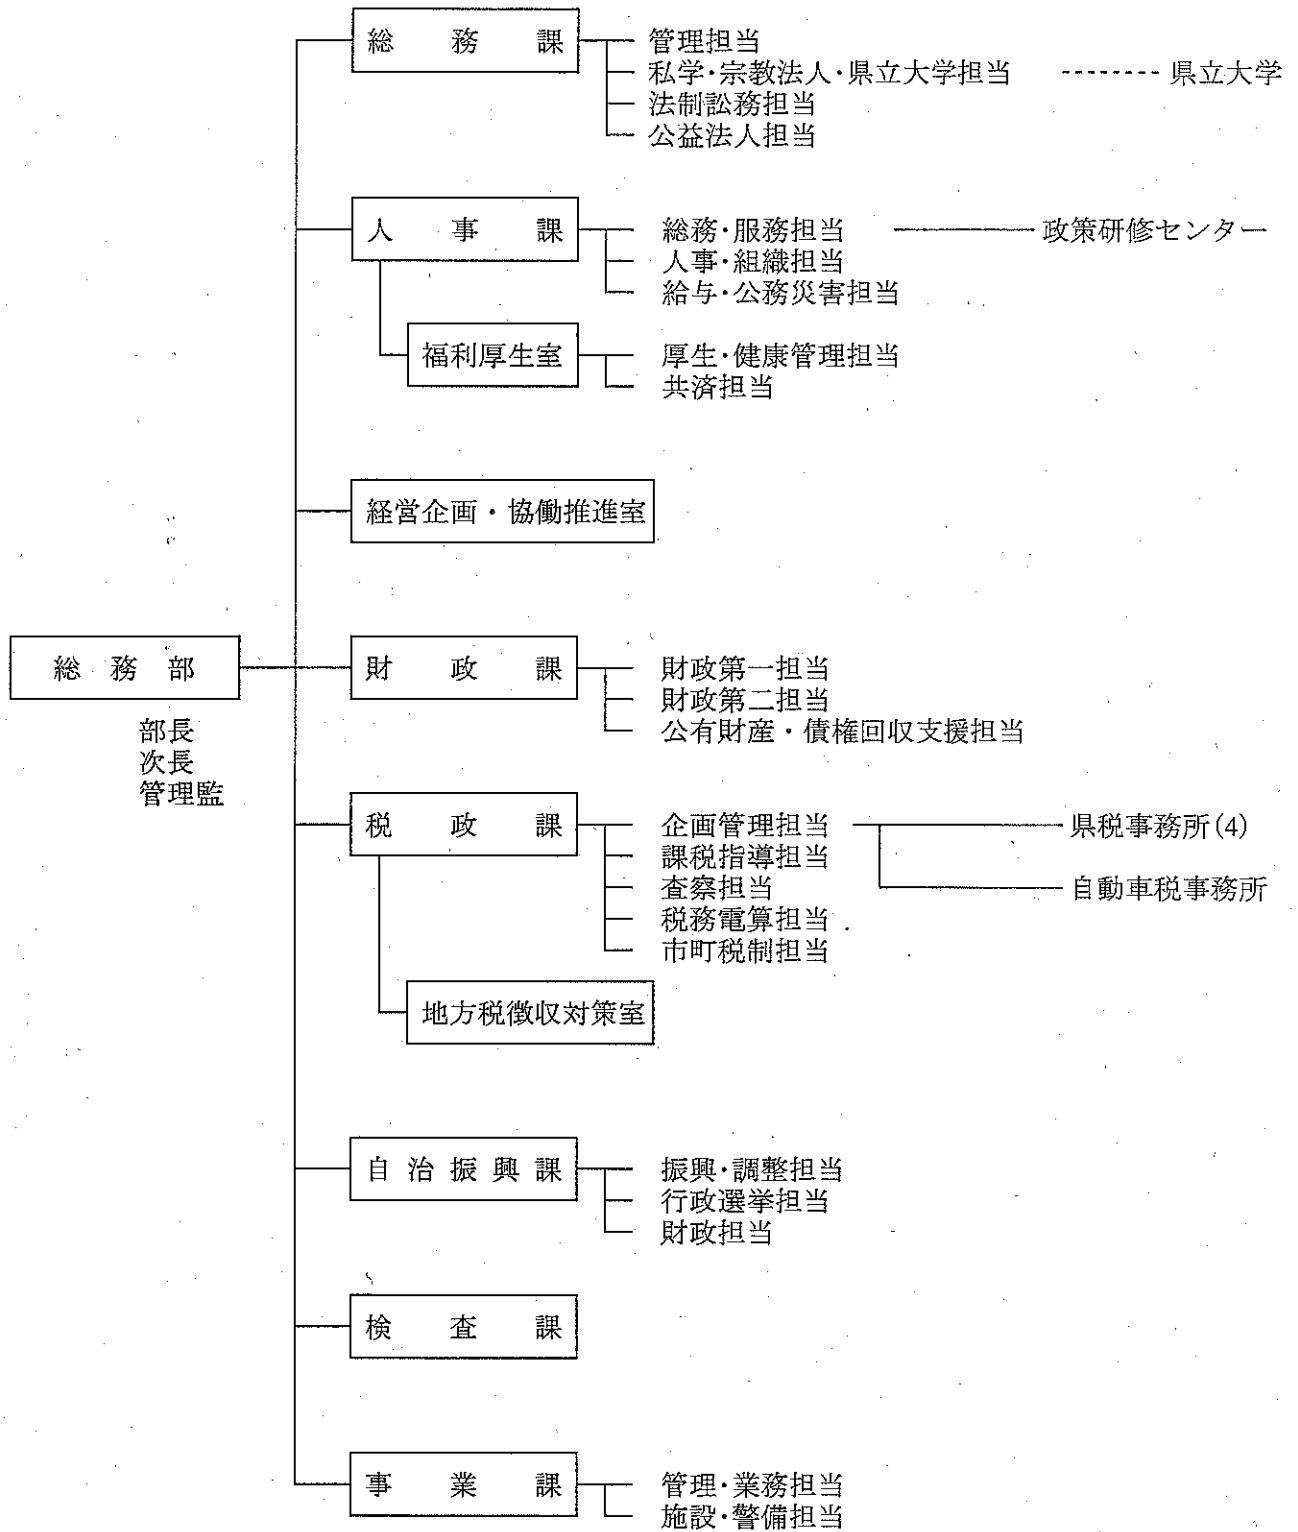 総務課
管理担当
私学・宗教法人・県立大学担当
県立大学
法制訟務担当
公益法人担当
人事課
総務・服務担当
政策研修センター
人事・組織担当
給与・公務災害担当
福利厚生室
厚生・健康管理担当
共済担当
経営企画・協働推進室
総務部
部長
次長
管理監
財政課
財政第一担当
財政第二担当
公有財産・債権回収支援担当
税政課
企画管理担当
県税事務所(4)
課税指導担当
査察担当
自動車税事務所
税務電算担当
市町税制担当
地方税徴収対策室
自治振興課
振興・調整担当
行政選挙担当
財政担当
検査課
事業課
管理・業務担当
施設・警備担当